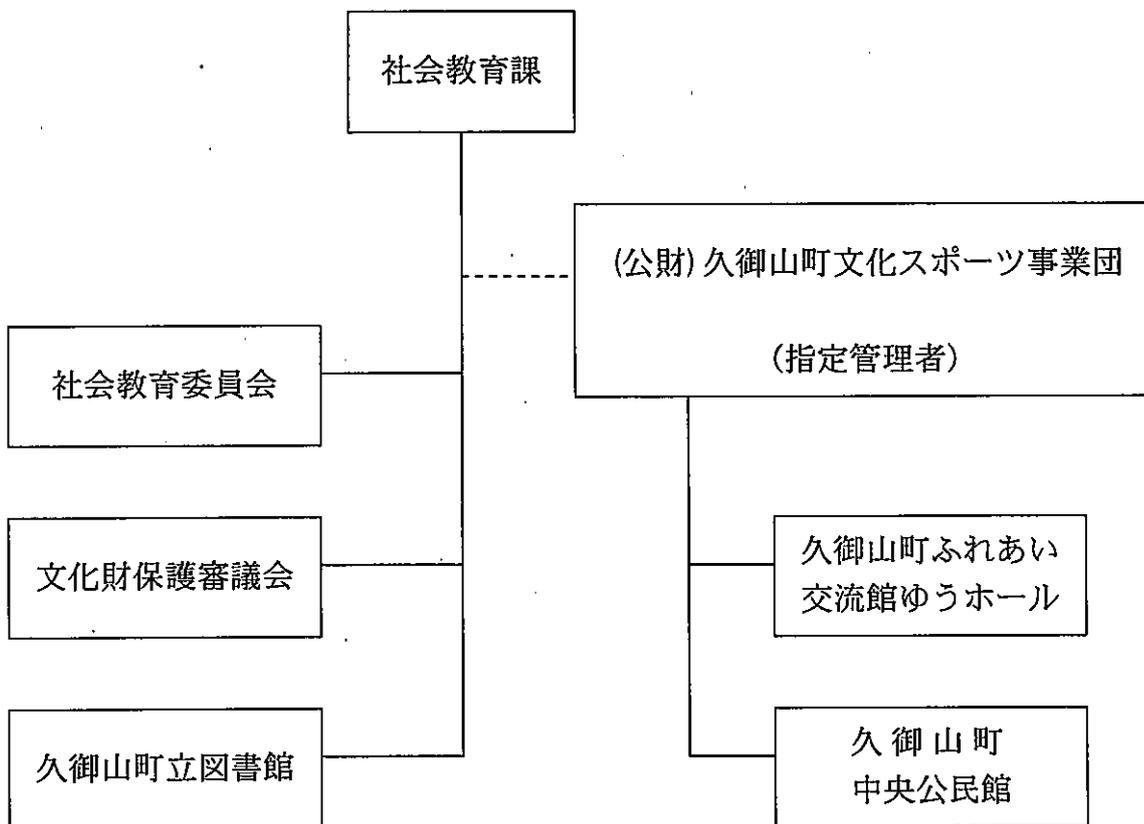 社会教育課
(公財)久御山町文化スポーツ事業団
(指定管理者)
社会教育委員会
文化財保護審議会
久御山町ふれあい
交流館ゆうホール
久御山町立図書館
久御山町
中央公民館